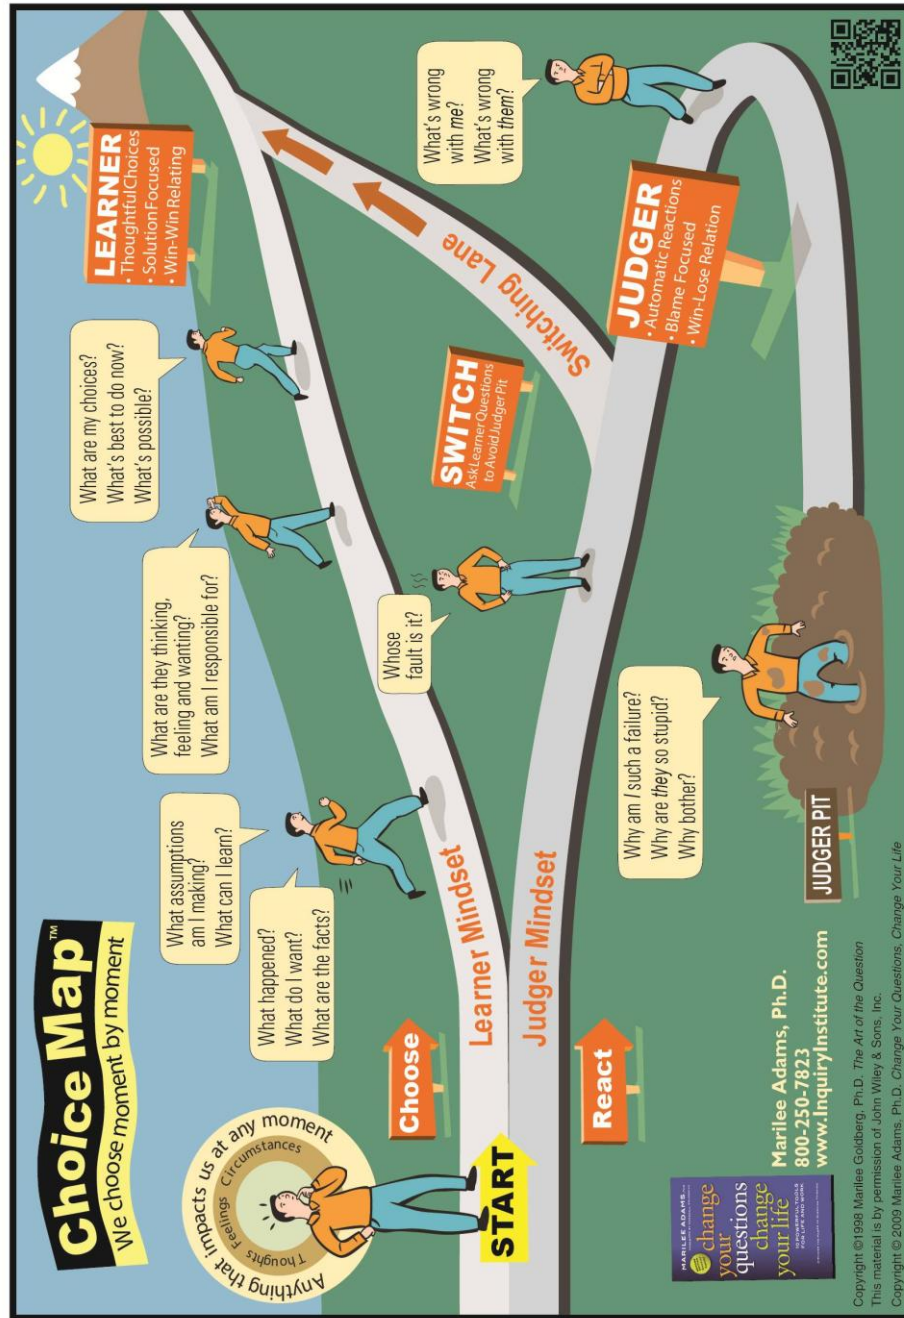 Choice Map™
We choose moment by moment
Anything that Impacts us at any moment
Thoughts Feelings Circumstances
START
Choose
React
Learner Mindset
Judger Mindset
What happened?
What do I want?
What are the facts?
What assumptions
am I making?
What can I learn?
What are they thinking,
feeling and wanting?
What am I responsible for?
What are my choices?
What's best to do now?
What's possible?
LEARNER
• Thoughtful Choices
• Solution Focused
• Win-Win Relating
Whose
fault is it?
SWITCH
Ask Learner Questions
to Avoid Judger Pit
Switching Lane
What's wrong
with me?
What's wrong
with them?
JUDGER
• Automatic Reactions
• Blame Focused
• Win-Lose Relation
Why am I such a failure?
Why are they so stupid?
Why bother?
JUDGER PIT
MARILEE ADAMS
change
your
questions
change
your life
FOR LIFE AND WORK
Marilee Adams, Ph.D.
800-250-7823
www.InquiryInstitute.com
Copyright ©1998 Marilee Goldberg, Ph.D. The Art of the Question
This material is by permission of John Wiley & Sons, Inc.
Copyright © 2009 Marilee Adams, Ph.D. Change Your Questions, Change Your Life